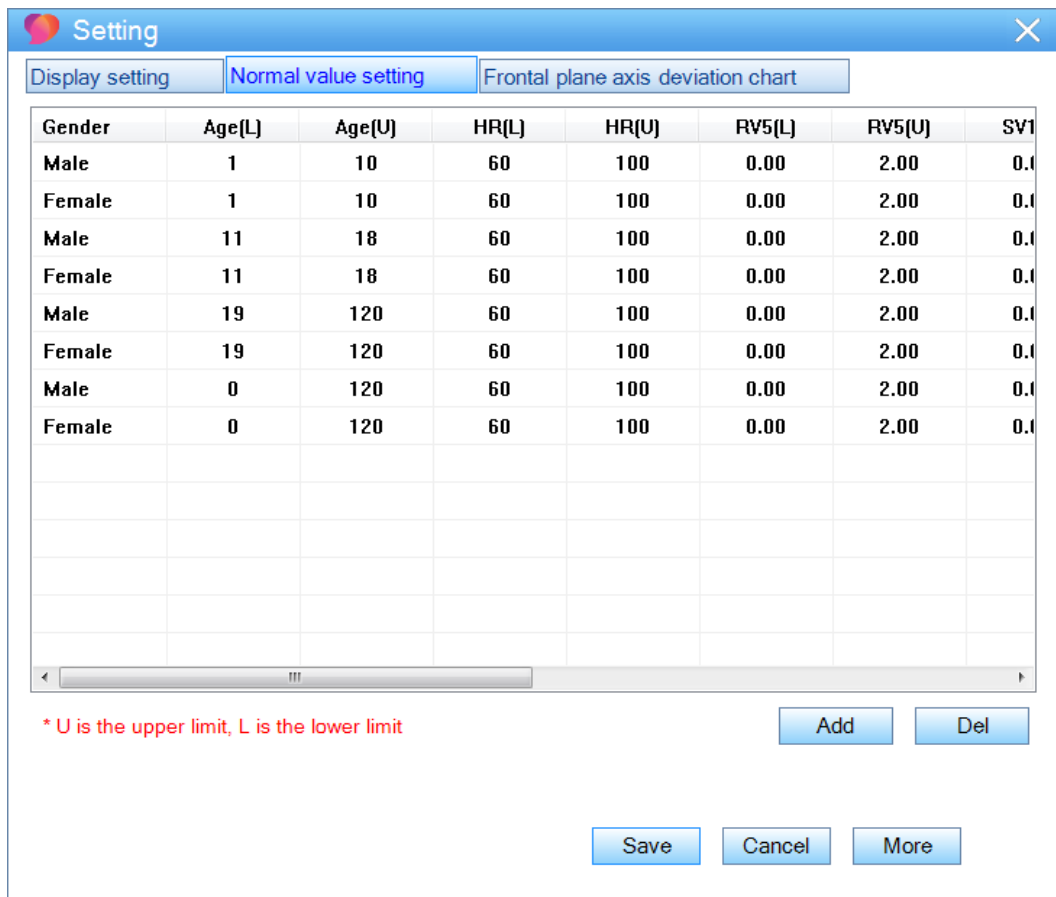 Setting
Display setting Normal value setting Frontal plane axis deviation chart
Gender Age(L) Age(U) HR(L) HR(U) RV5(L) RV5(U) SV1
Male 1 10 60 100 0.00 2.00
Female 1 10 60 100 0.00 2.00
Male 11 18 60 100 0.00 2.00
Female 11 18 60 100 0.00 2.00
Male 19 120 60 100 0.00 2.00
Female 19 120 60 100 0.00 2.00
Male 0 120 60 100 0.00 2.00
Female 0 120 60 100 0.00 2.00
* U is the upper limit, L is the lower limit
Add Del
Save Cancel More